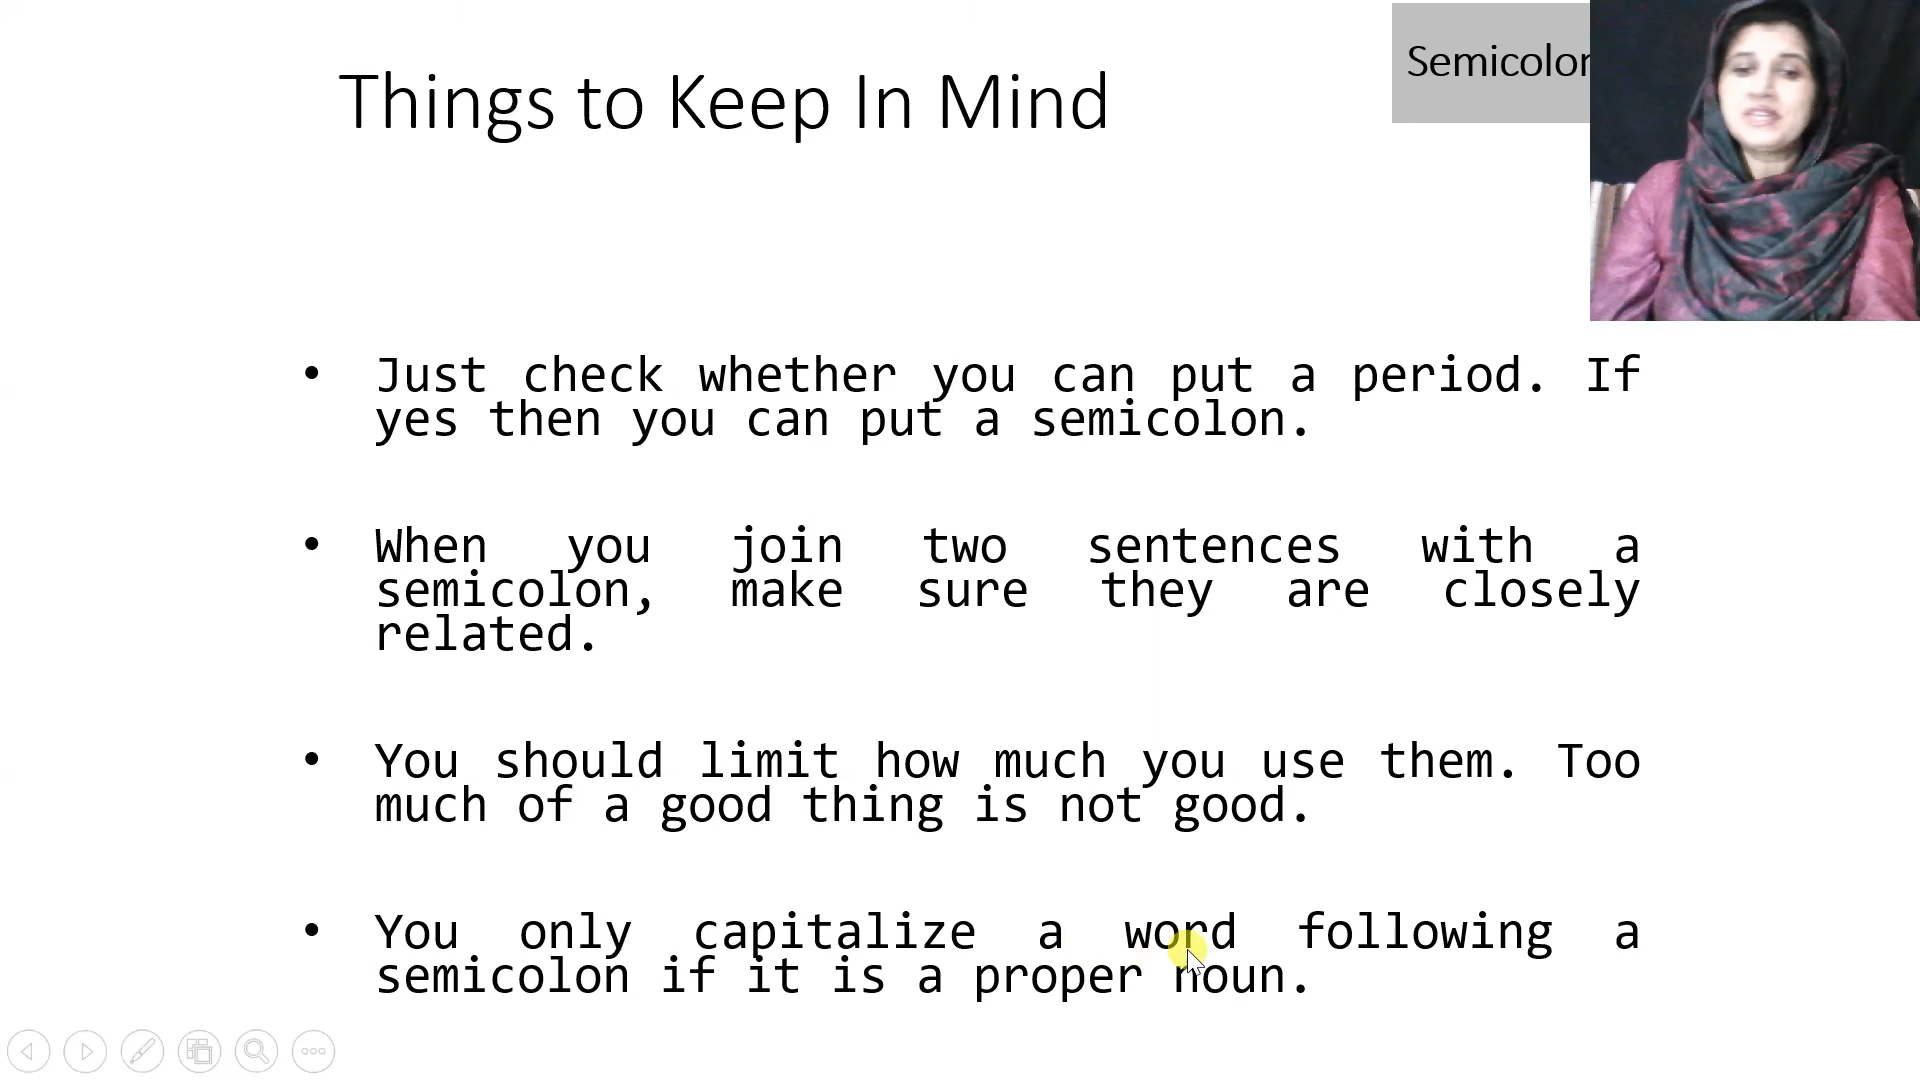 Things to Keep In Mind
Semicolon
• Just check whether you can put a period. If
yes then you can put a semicolon.
• When you join two sentences with a
semicolon, make sure they are closely
related.
• You should limit how much you use them. Too
much of a good thing is not good.
• You only capitalize a word following a
semicolon if it is a proper noun.